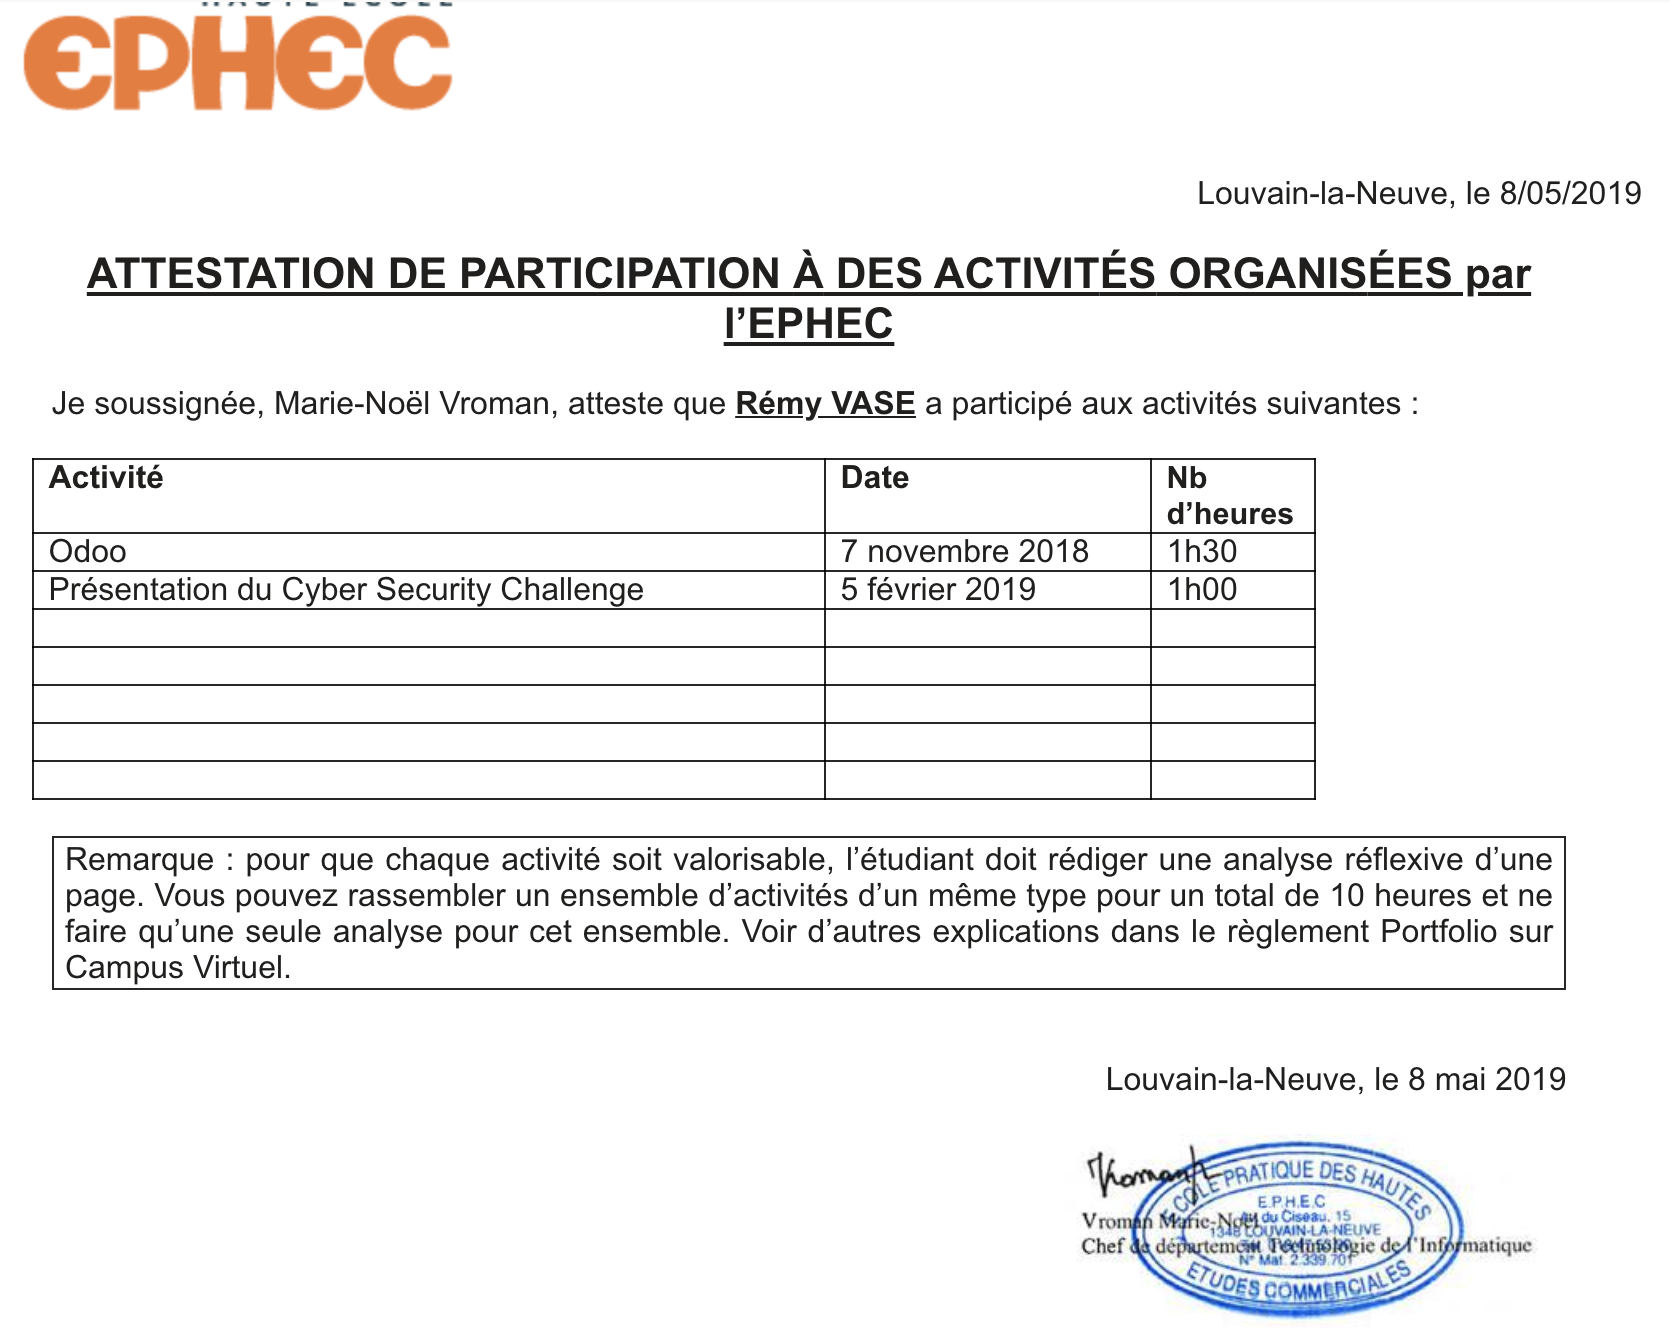 HAUTE ECOLE
EPHEC
Louvain-la-Neuve, le 8/05/2019
ATTESTATION DE PARTICIPATION À DES ACTIVITÉS ORGANISÉES par
l’EPHEC
Je soussignée, Marie-Noël Vroman, atteste que Rémy VASE a participé aux activités suivantes :
Activité Date Nb
d’heures
Odoo 7 novembre 2018 1h30
Présentation du Cyber Security Challenge 5 février 2019 1h00
Remarque : pour que chaque activité soit valorisable, l’étudiant doit rédiger une analyse réflexive d’une
page. Vous pouvez rassembler un ensemble d’activités d’un même type pour un total de 10 heures et ne
faire qu’une seule analyse pour cet ensemble. Voir d’autres explications dans le règlement Portfolio sur
Campus Virtuel.
Louvain-la-Neuve, le 8 mai 2019
Vroman
ECOLE PRATIQUE DES HAUTES
E.P.H.E.C
du Ciseau, 15
1348 LOUVAIN-LA-NEUVE
N° Mat. 2.339.701
ETUDES COMMERCIALES
Vroman Marie-Noël
Chef de département Technologie de l’Informatique